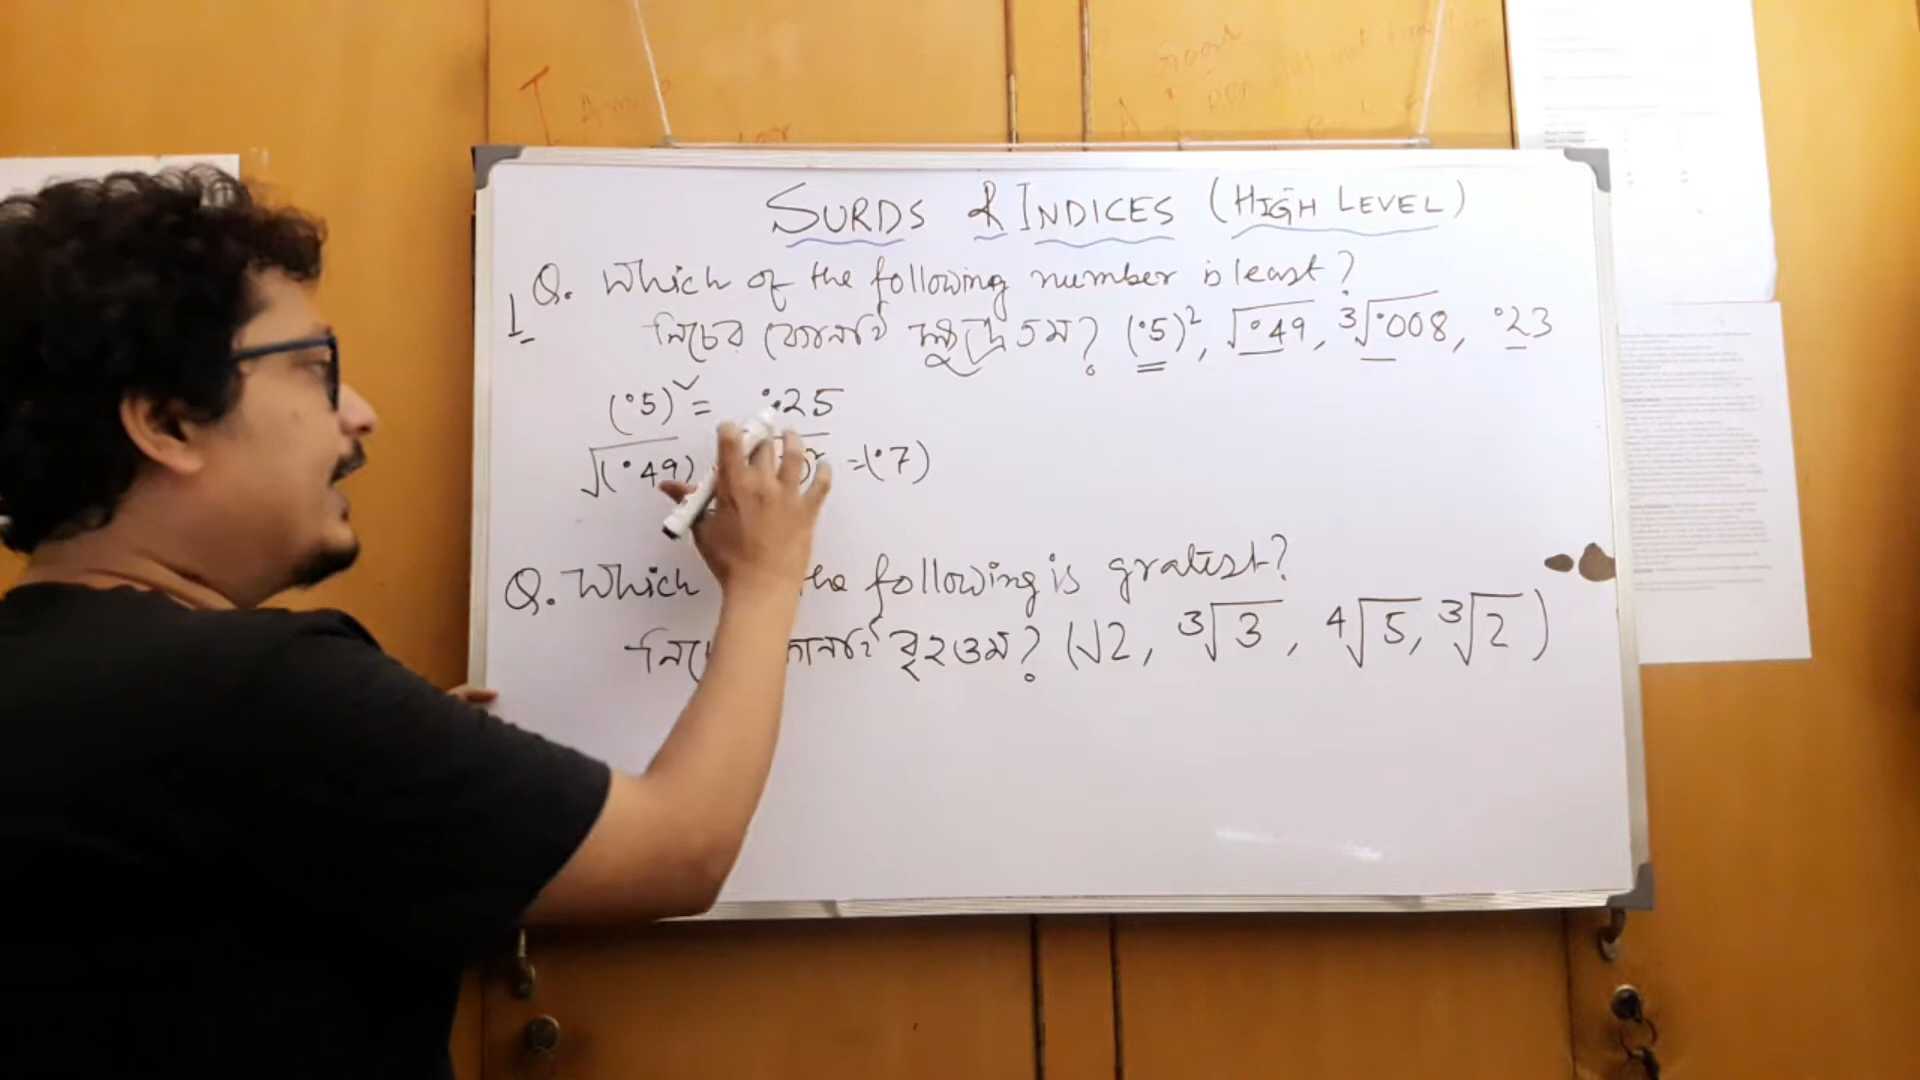 SURDS & INDICES (HIGH LEVEL)
1 Q. Which of the following number is least?
নিচের কোনটি ক্ষুদ্রতম? (·5)², √·49, ³√·008, ·23
(·5)² = ·25
√(·49) )² =(·7)
Q. Which the following is gratest?
বৃহত্তম? (√2, ³√3, ⁴√5, ³√2)